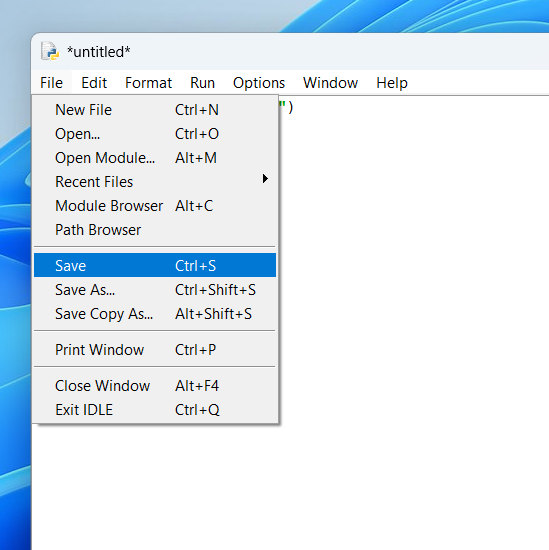 *untitled*
File Edit Format Run Options Window Help
New File Ctrl+N
")
Open... Ctrl+O
Open Module... Alt+M
Recent Files
Module Browser Alt+C
Path Browser
Save Ctrl+S
Save As... Ctrl+Shift+S
Save Copy As... Alt+Shift+S
Print Window Ctrl+P
Close Window Alt+F4
Exit IDLE Ctrl+Q